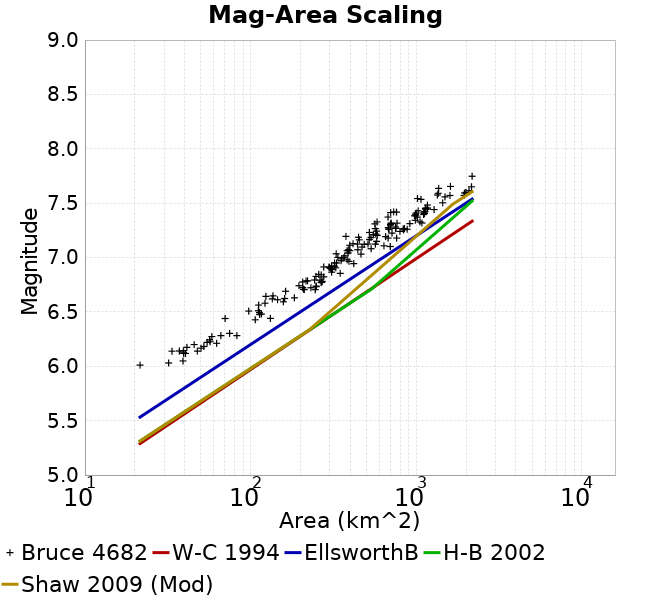 Mag-Area Scaling
Magnitude
9.0
8.5
8.0
7.5
7.0
6.5
6.0
5.5
5.0
10^1
10^2
10^3
10^4
Area (km^2)
Bruce 4682 W-C 1994 EllsworthB H-B 2002
Shaw 2009 (Mod)